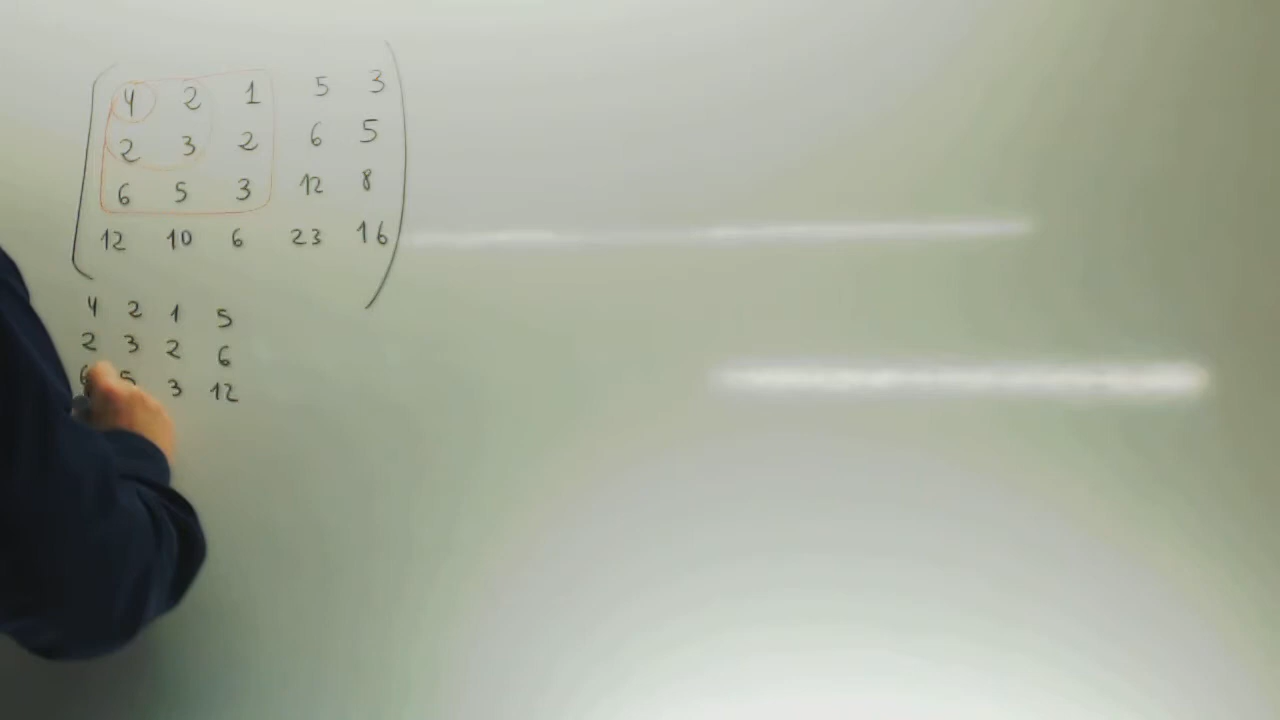 4 2 1 5 3
2 3 2 6 5
6 5 3 12 8
12 10 6 23 16
4 2 1 5
2 3 2 6
6 5 3 12